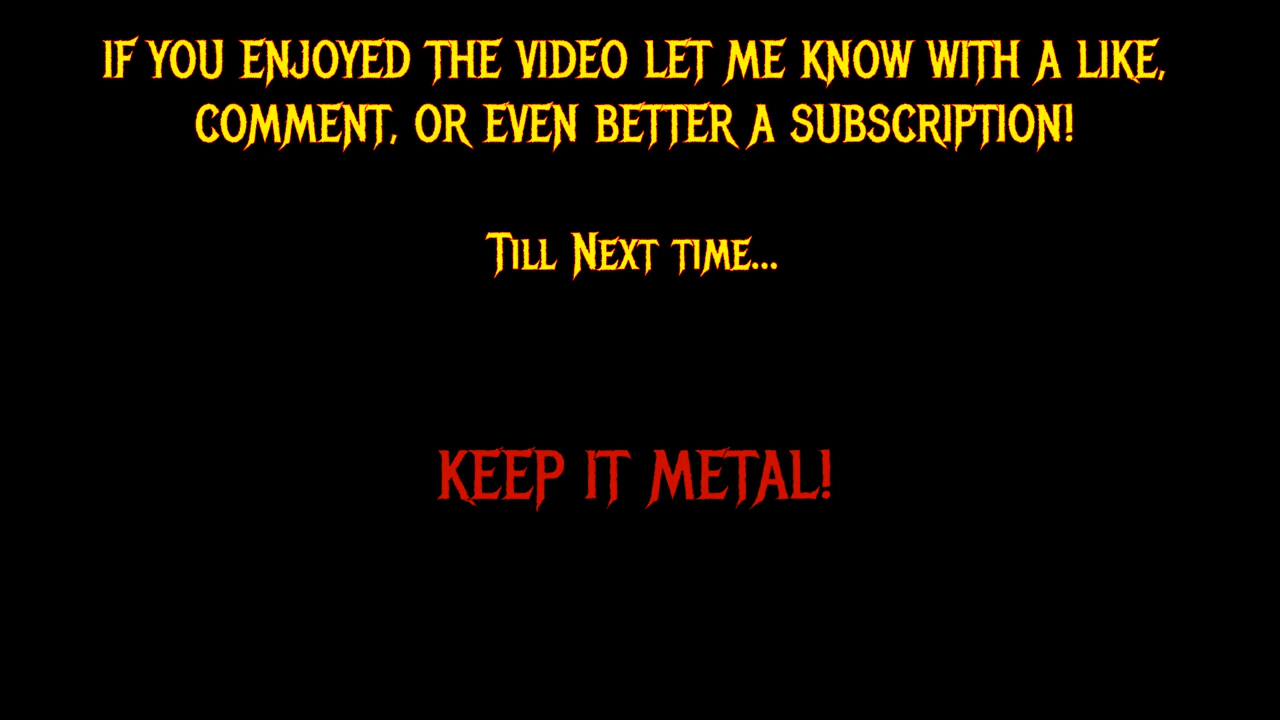 IF YOU ENJOYED THE VIDEO LET ME KNOW WITH A LIKE,
COMMENT, OR EVEN BETTER A SUBSCRIPTION!
TILL NEXT TIME...
KEEP IT METAL!